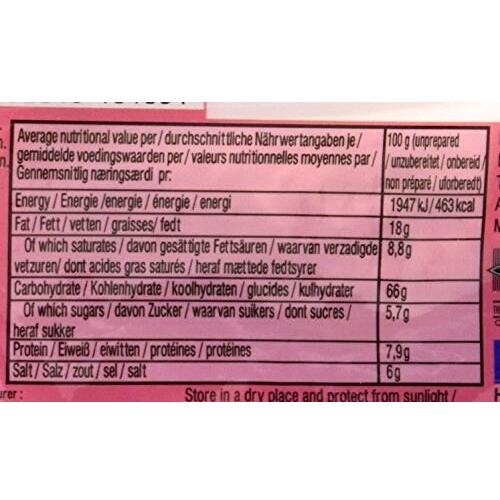 Average nutritional value per / durchschnittliche Nährwertangaben je /
gemiddelde voedingswaarden per / valeurs nutritionnelles moyennes par /
Gennemsnitlig næringsærdi pr:
100 g (unprepared
/ unzubereitet / onbereid /
non préparé / uforberedt)
Energy / Energie /energie / énergie / energi 1947 kJ / 463 kcal
Fat / Fett / vetten / graisses/ fedt 18g
Of which saturates / davon gesättigte Fettsäuren / waarvan verzadigde 8,8g
vetzuren/ dont acides gras saturés / heraf mættede fedtsyrer
Carbohydrate / Kohlenhydrate / koolhydraten / glucides / kulhydrater 66g
Of which sugars / davon Zucker / waarvan suikers / dont sucres / 5,7g
heraf sukker
Protein / Eiweiß / eiwitten / protéines / protéines 7,9g
Salt / Salz / zout / sel / salt 6g
urer :
Store in a dry place and protect from sunlight /